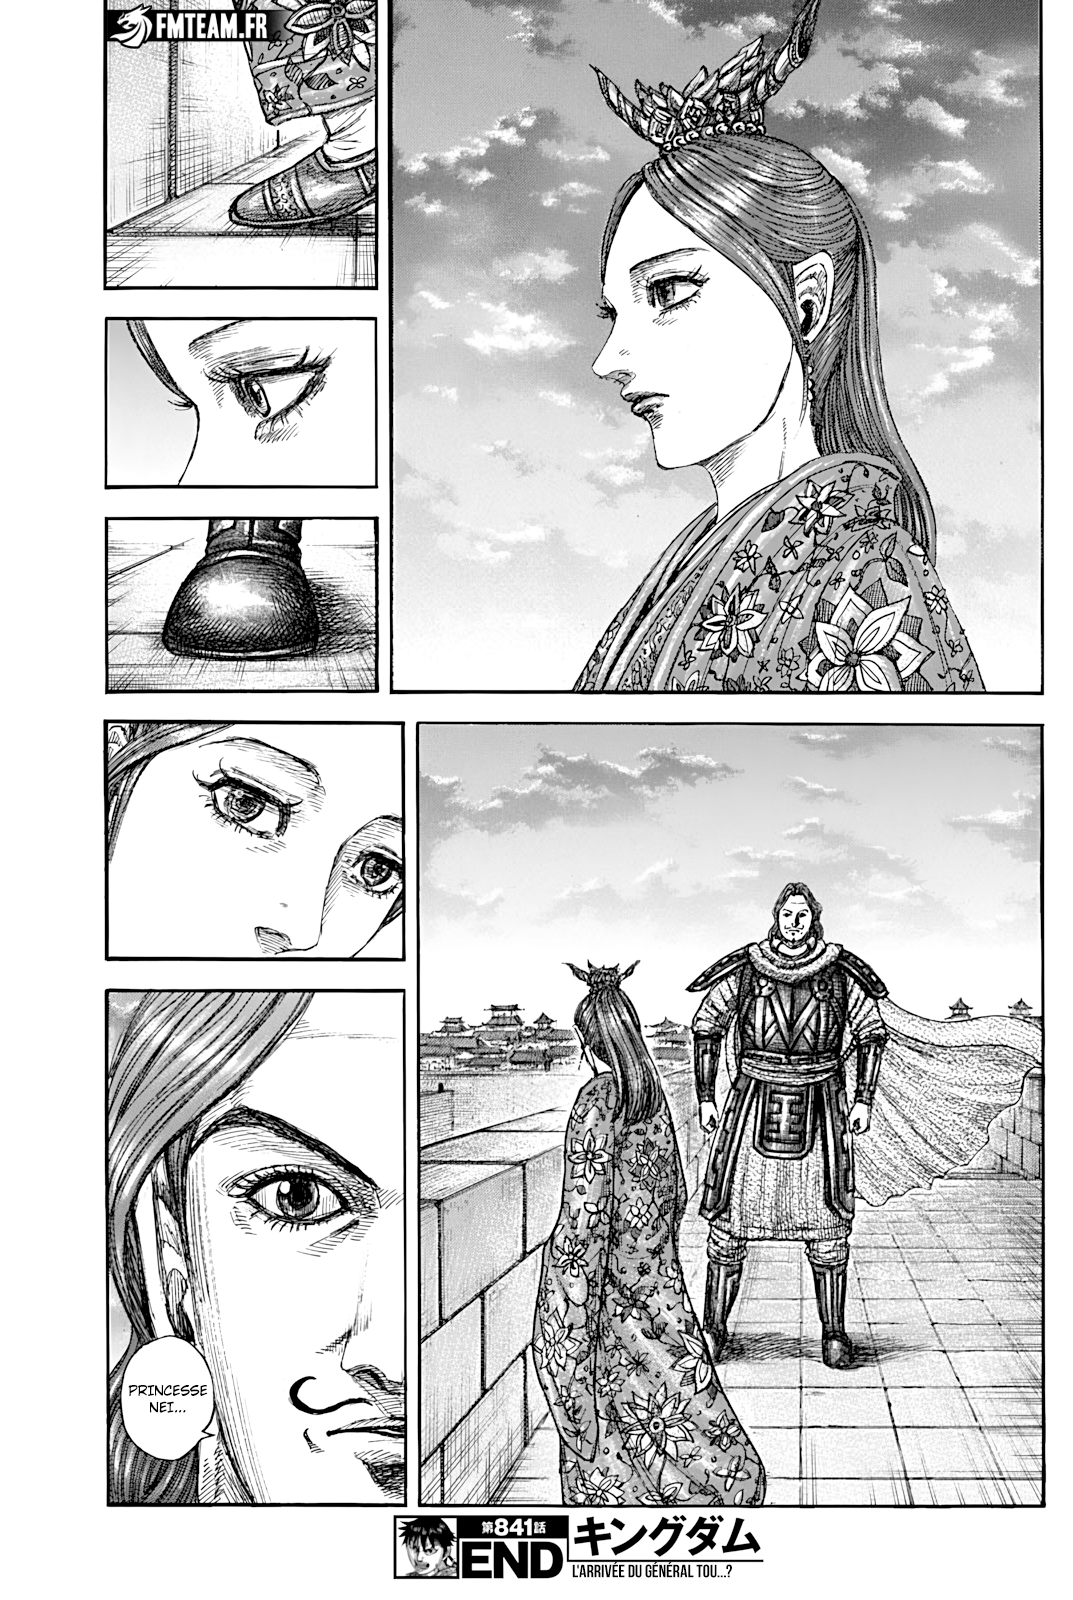 FMTEAM.FR
PRINCESSE
NEI...
第841話
END
キングダム
L'ARRIVÉE DU GÉNÉRAL TOU...?